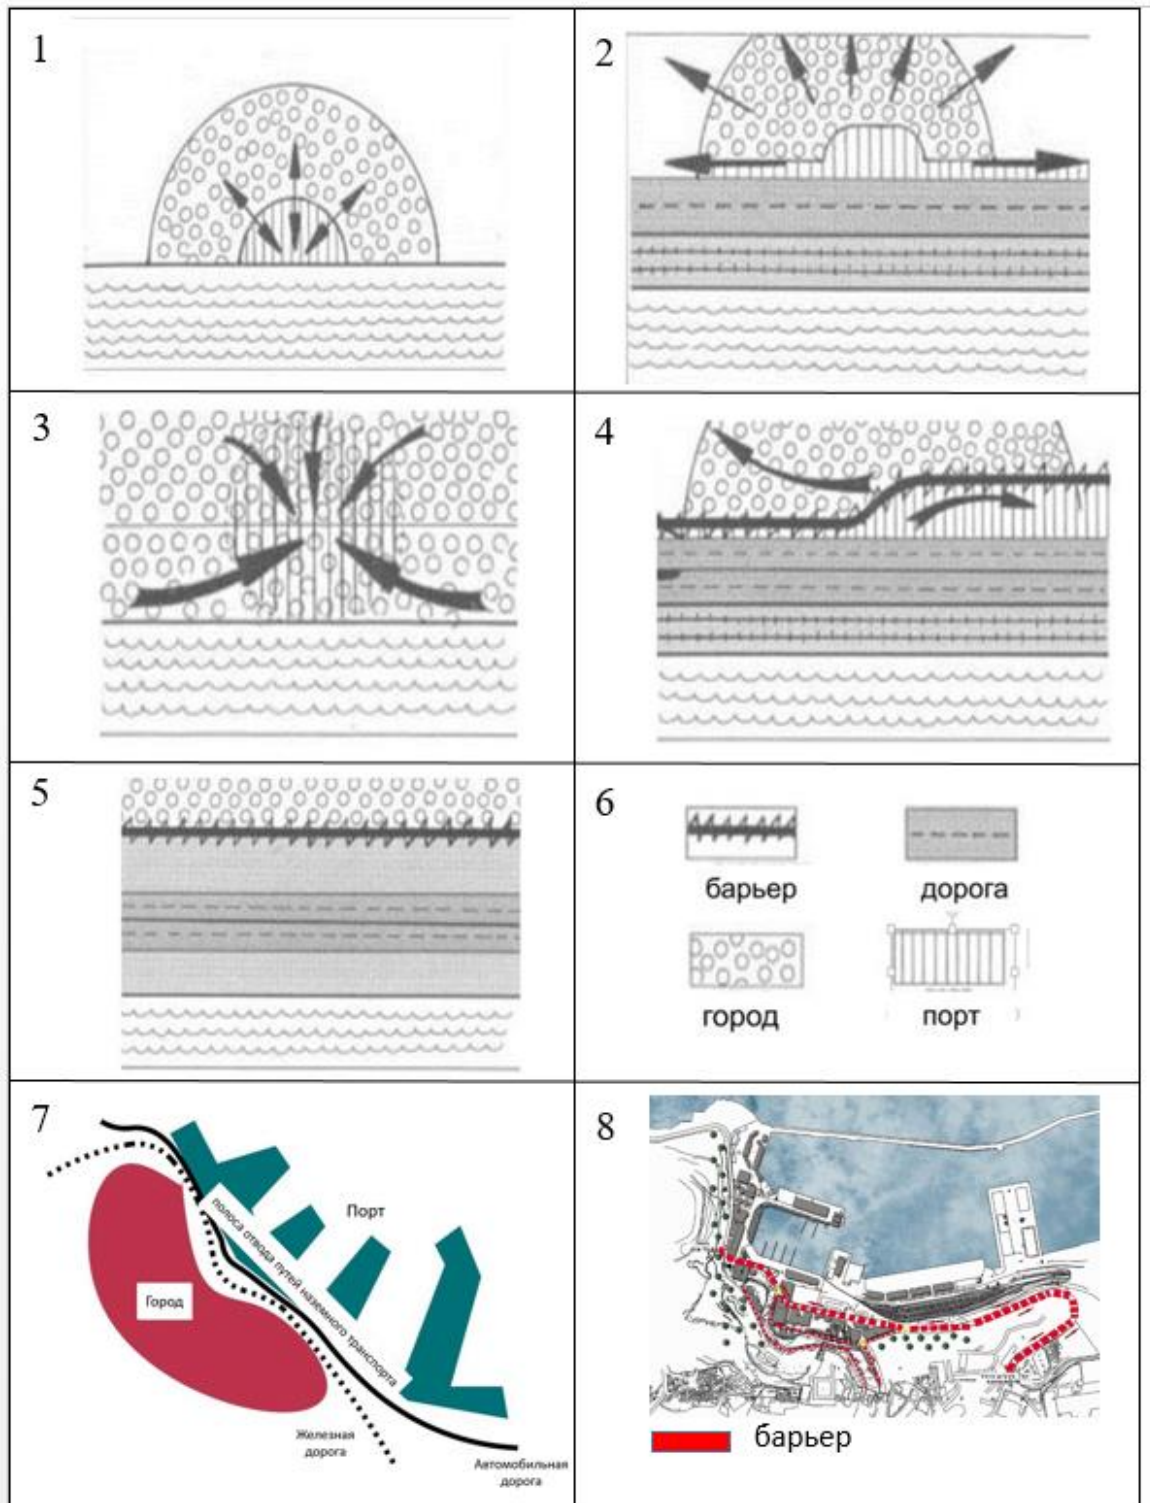 1
2
3
4
5
6
барьер
дорога
город
порт
7
Порт
полоса отвода путей наземного транспорта
Город
Железная
дорога
Автомобильная
дорога
8
барьер